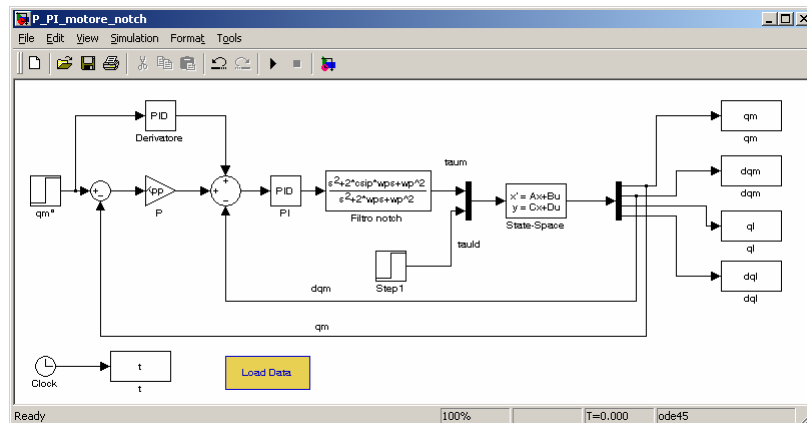 P_PI_motore_notch
File Edit View Simulation Format Tools
PID
Derivatore
qm*
Kpp
P
PID
PI
s^2+2*csip*wps+wp^2
s^2+2*wps+wp^2
Filtro notch
taum
tauld
Step1
x' = Ax+Bu
y = Cx+Du
State-Space
qm
qm
dqm
dqm
ql
ql
dql
dql
dqm
qm
Clock
t
t
Load Data
Ready 100% T=0.000 ode45